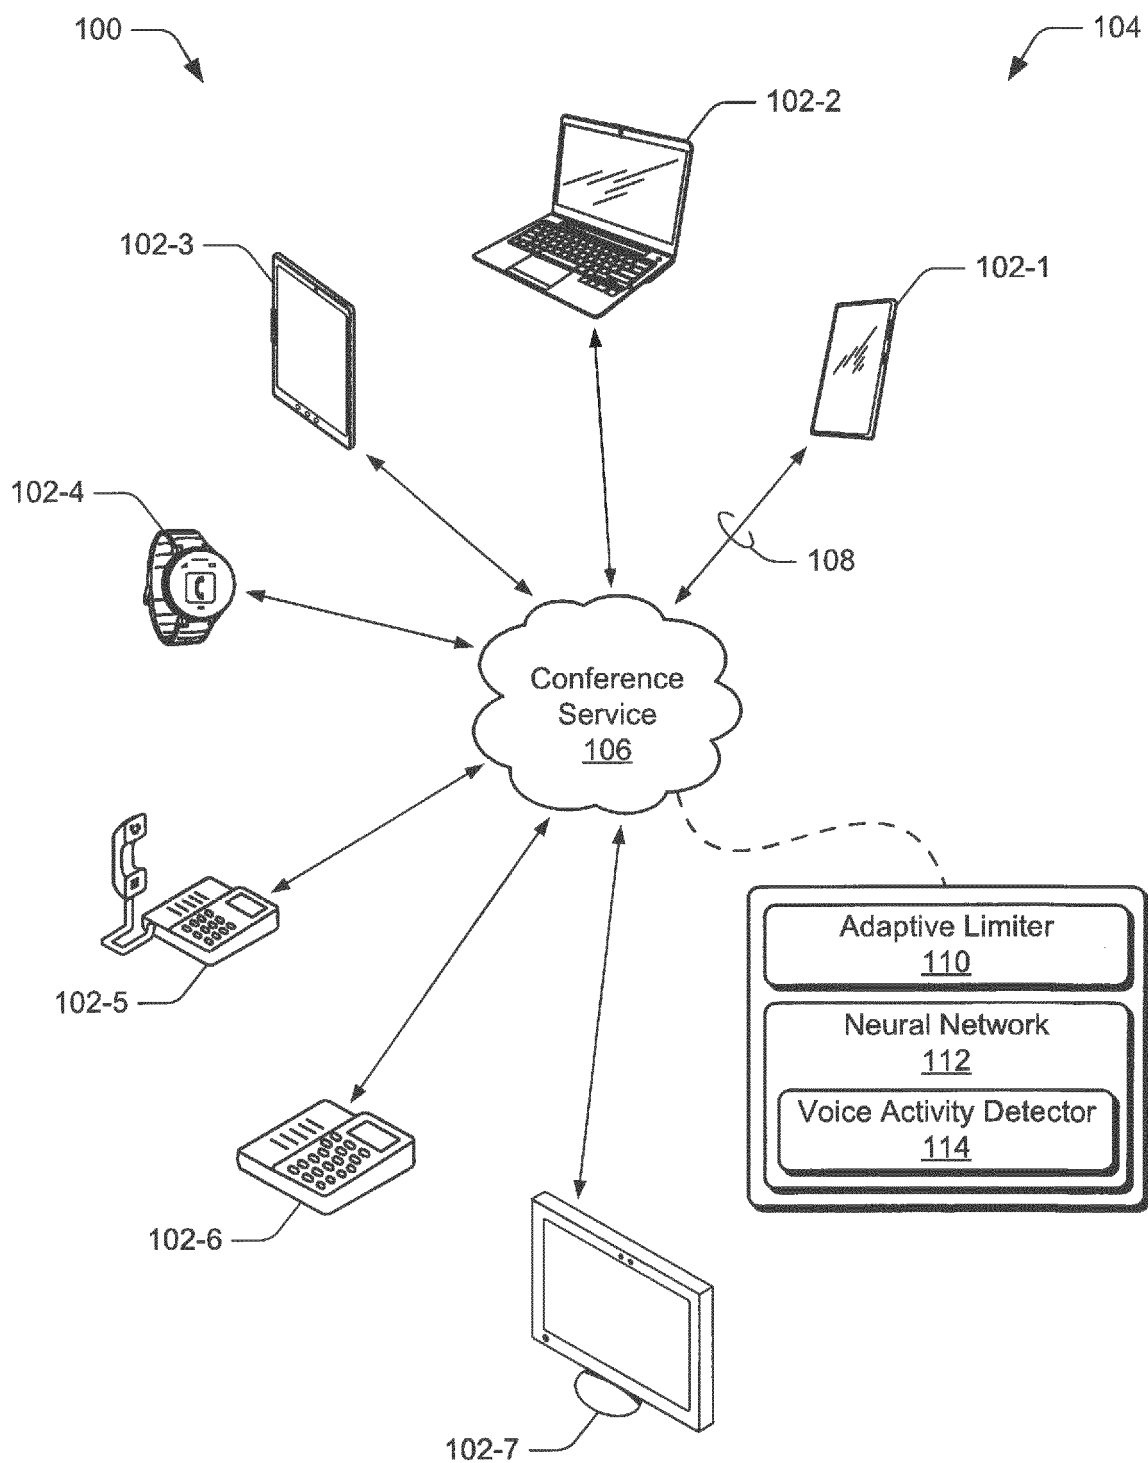 100
104
102-2
102-3
102-1
102-4
108
Conference
Service
106
102-5
Adaptive Limiter
110
Neural Network
112
Voice Activity Detector
114
102-6
102-7